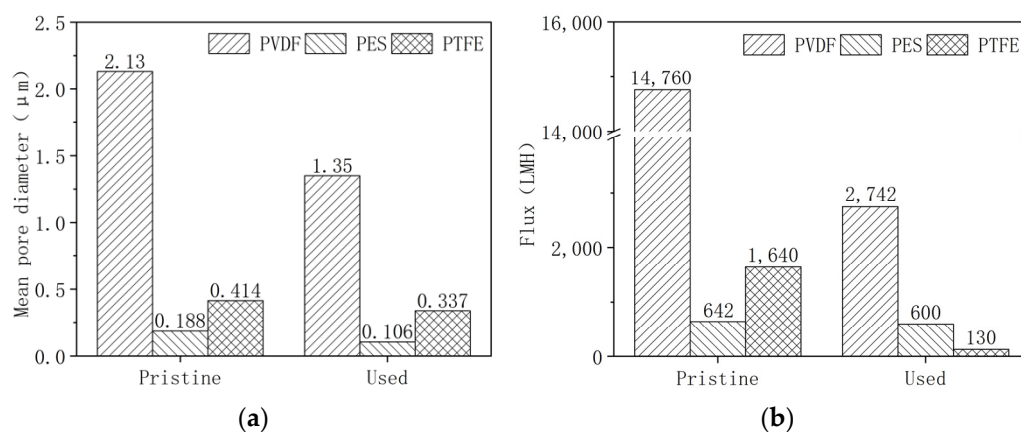 Mean pore diameter (μm)
2.5
2.0
1.5
1.0
0.5
0.0
PVDF PES PTFE
2.13
0.188
0.414
1.35
0.106
0.337
Pristine Used
(a)
Flux (LMH)
16,000
14,000
2,000
0
PVDF PES PTFE
14,760
642
1,640
2,742
600
130
Pristine Used
(b)